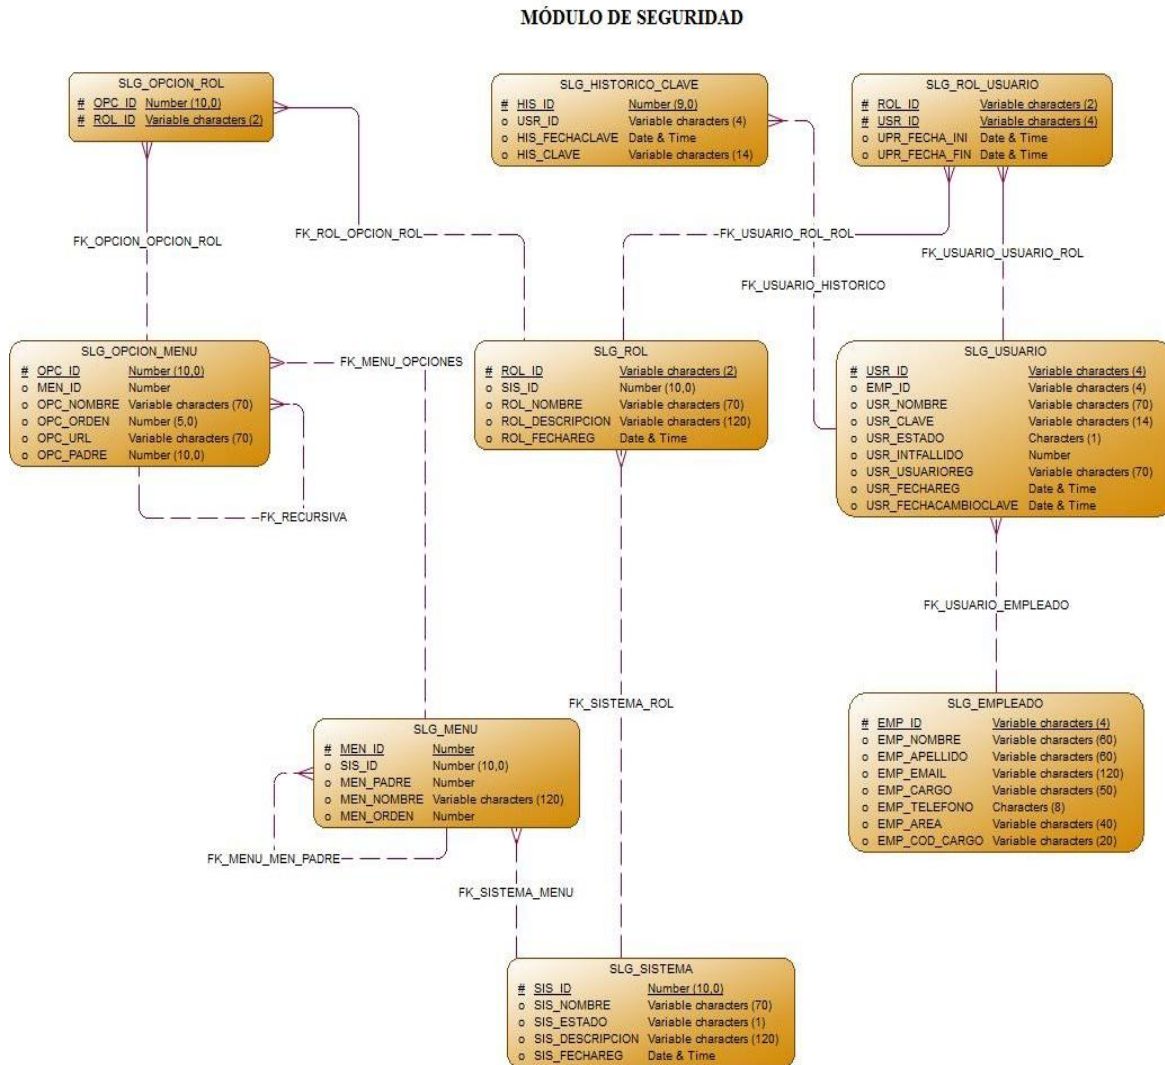 MÓDULO DE SEGURIDAD
SLG_OPCION_ROL
# OPC_ID Number (10,0)
# ROL_ID Variable characters (2)
SLG_HISTORICO_CLAVE
# HIS_ID Number (9,0)
o USR_ID Variable characters (4)
o HIS_FECHACLAVE Date & Time
o HIS_CLAVE Variable characters (14)
SLG_ROL_USUARIO
# ROL_ID Variable characters (2)
# USR_ID Variable characters (4)
o UPR_FECHA_INI Date & Time
o UPR_FECHA_FIN Date & Time
FK_OPCION_OPCION_ROL
FK_ROL_OPCION_ROL
FK_USUARIO_ROL_ROL
FK_USUARIO_USUARIO_ROL
FK_USUARIO_HISTORICO
SLG_OPCION_MENU
# OPC_ID Number (10,0)
o MEN_ID Number
o OPC_NOMBRE Variable characters (70)
o OPC_ORDEN Number (5,0)
o OPC_URL Variable characters (70)
o OPC_PADRE Number (10,0)
FK_MENU_OPCIONES
SLG_ROL
# ROL_ID Variable characters (2)
o SIS_ID Number (10,0)
o ROL_NOMBRE Variable characters (70)
o ROL_DESCRIPCION Variable characters (120)
o ROL_FECHAREG Date & Time
SLG_USUARIO
# USR_ID Variable characters (4)
o EMP_ID Variable characters (4)
o USR_NOMBRE Variable characters (70)
o USR_CLAVE Variable characters (14)
o USR_ESTADO Characters (1)
o USR_INTFALLIDO Number
o USR_USUARIOREG Variable characters (70)
o USR_FECHAREG Date & Time
o USR_FECHACAMBIOCLAVE Date & Time
FK_RECURSIVA
FK_USUARIO_EMPLEADO
FK_SISTEMA_ROL
SLG_MENU
# MEN_ID Number
o SIS_ID Number (10,0)
o MEN_PADRE Number
o MEN_NOMBRE Variable characters (120)
o MEN_ORDEN Number
SLG_EMPLEADO
# EMP_ID Variable characters (4)
o EMP_NOMBRE Variable characters (60)
o EMP_APELLIDO Variable characters (60)
o EMP_EMAIL Variable characters (120)
o EMP_CARGO Variable characters (50)
o EMP_TELEFONO Characters (8)
o EMP_AREA Variable characters (40)
o EMP_COD_CARGO Variable characters (20)
FK_MENU_MEN_PADRE
FK_SISTEMA_MENU
SLG_SISTEMA
# SIS_ID Number (10,0)
o SIS_NOMBRE Variable characters (70)
o SIS_ESTADO Variable characters (1)
o SIS_DESCRIPCION Variable characters (120)
o SIS_FECHAREG Date & Time